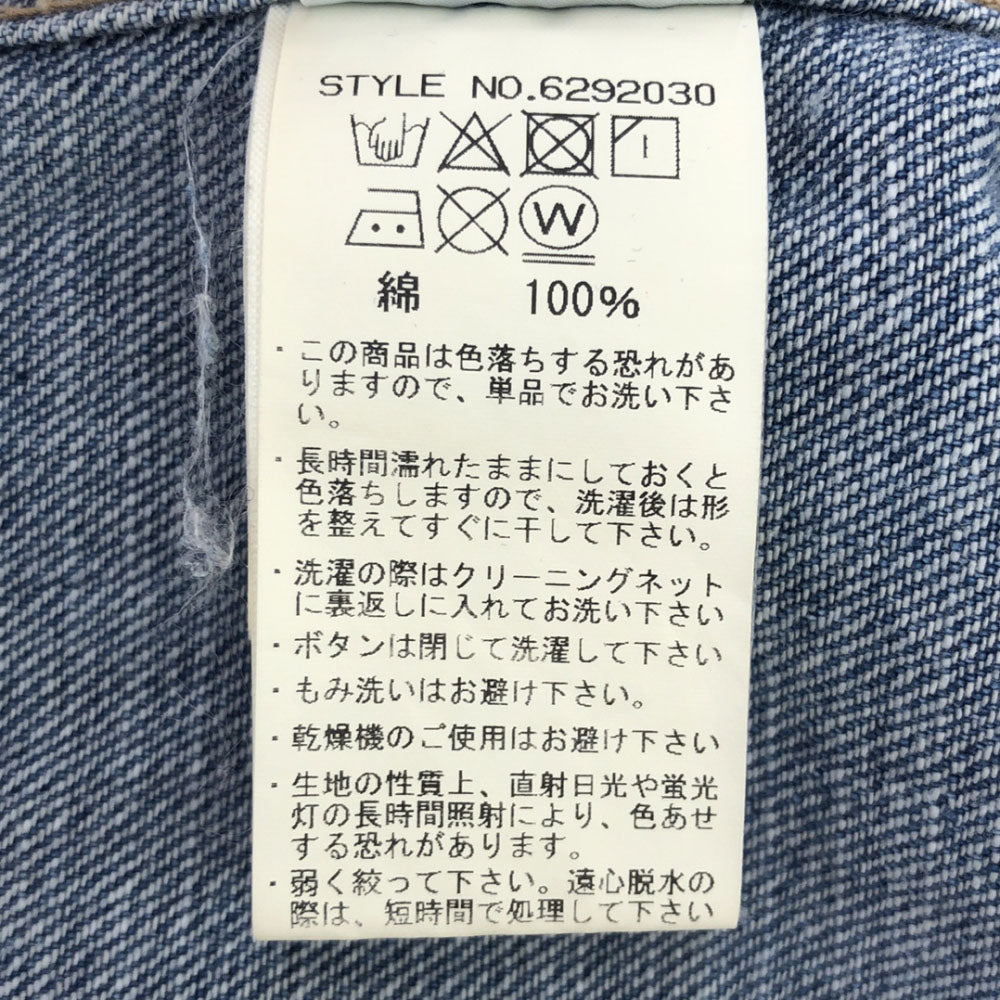 STYLE NO.6292030
W
綿 100%
・この商品は色落ちする恐れがあ
りますので、単品でお洗い下さ
い。
・長時間濡れたままにしておくと
色落ちしますので、洗濯後は形
を整えてすぐに干して下さい。
・洗濯の際はクリーニングネット
に裏返しに入れてお洗い下さい
・ボタンは閉じて洗濯して下さい
・もみ洗いはお避け下さい。
・乾燥機のご使用はお避け下さい
・生地の性質上、直射日光や蛍光
灯の長時間照射により、色あせ
する恐れがあります。
・弱く絞って下さい。遠心脱水の
際は、短時間で処理して下さい